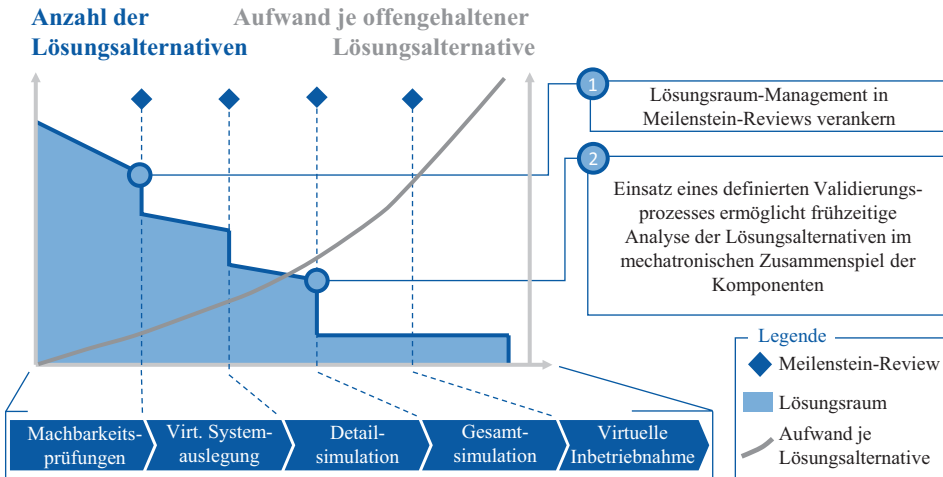 Anzahl der
Lösungsalternativen
Aufwand je offengehaltener
Lösungsalternative
1
Lösungsraum-Management in
Meilenstein-Reviews verankern
2
Einsatz eines definierten Validierungs-
prozesses ermöglicht frühzeitige
Analyse der Lösungsalternativen im
mechatronischen Zusammenspiel der
Komponenten
Legende
Meilenstein-Review
Lösungsraum
Aufwand je
Lösungsalternative
Machbarkeits-
prüfungen
Virt. System-
auslegung
Detail-
simulation
Gesamt-
simulation
Virtuelle
Inbetriebnahme